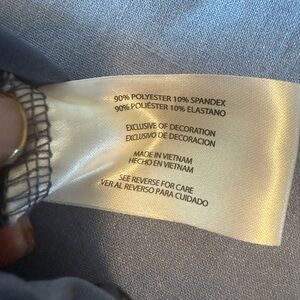 90% POLYESTER 10% SPANDEX
90% POLIÉSTER 10% ELASTANO
EXCLUSIVE OF DECORATION
EXCLUSIVO DE DECORACION
MADE IN VIETNAM
HECHO EN VIETNAM
SEE REVERSE FOR CARE
VER AL REVERSO PARA CUIDADO